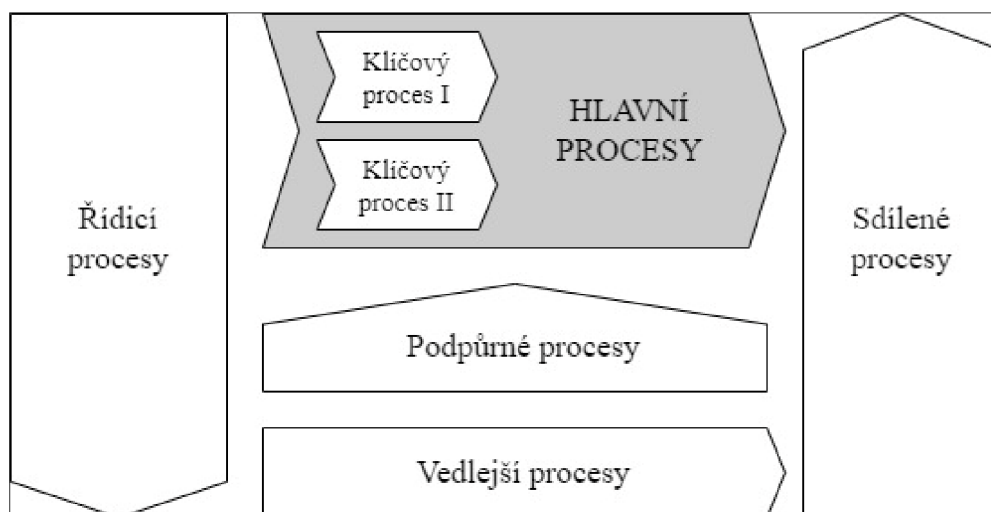 Řídicí
procesy
Klíčový
proces I
Klíčový
proces II
HLAVNÍ
PROCESY
Podpůrné procesy
Vedlejší procesy
Sdílené
procesy